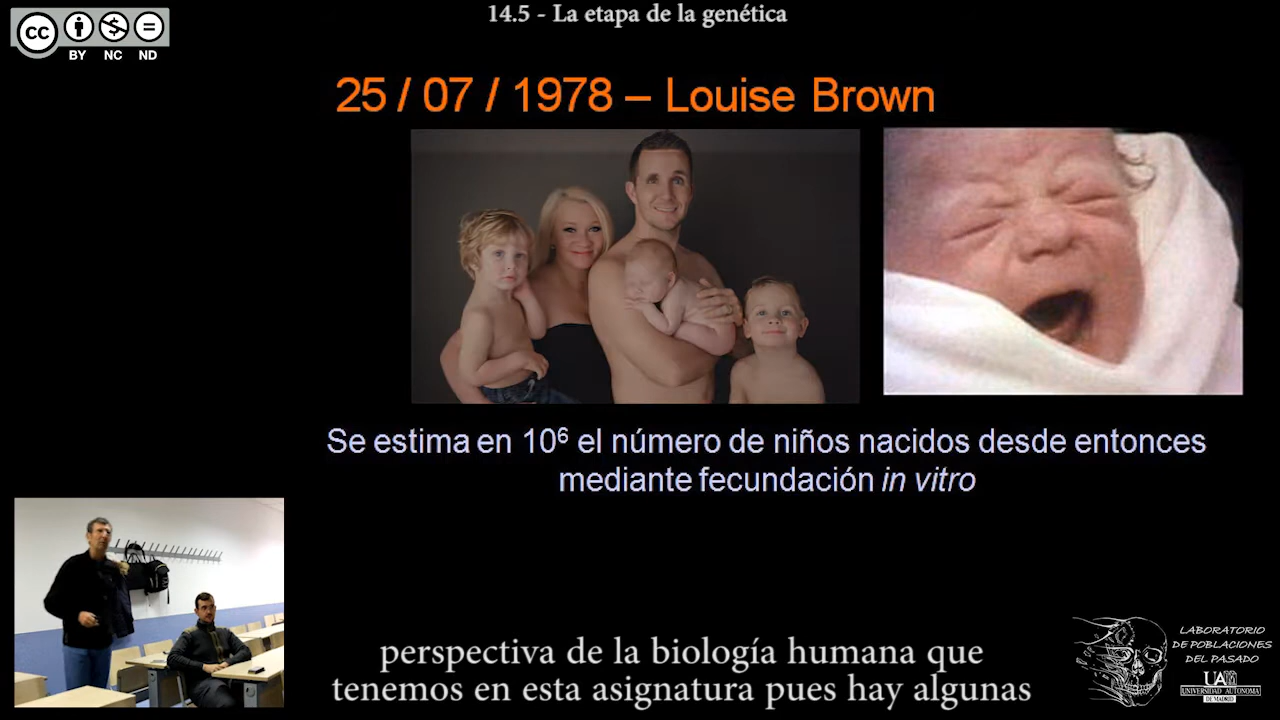 14.5 - La etapa de la genética
cc
BY NC ND
25 / 07 / 1978 – Louise Brown
Se estima en 10⁶ el número de niños nacidos desde entonces
mediante fecundación in vitro
perspectiva de la biología humana que
tenemos en esta asignatura pues hay algunas
LABORATORIO
DE POBLACIONES
DEL PASADO
UAM
UNIVERSIDAD AUTONOMA
DE MADRID